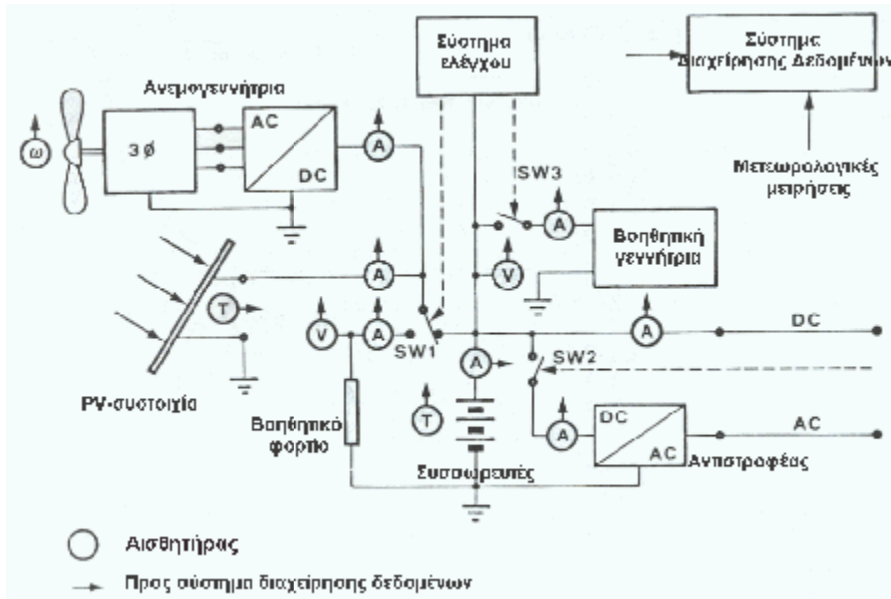 Σύστημα
ελέγχου
Σύστημα
Διαχείρησης Δεδομένων
Ανεμογεννήτρια
ω
3Φ
AC
DC
A
Μετεωρολογικές
μετρήσεις
SW3
A
Βοηθητική
γεννήτρια
V
A
T
V
A
SW1
A
DC
A
SW2
PV-συστοιχία
Βοηθητικό
φορτίο
T
A
DC
AC
AC
Συσσωρευτές
Αντιστροφέας
Αισθητήρας
Προς σύστημα διαχείρησης δεδομένων